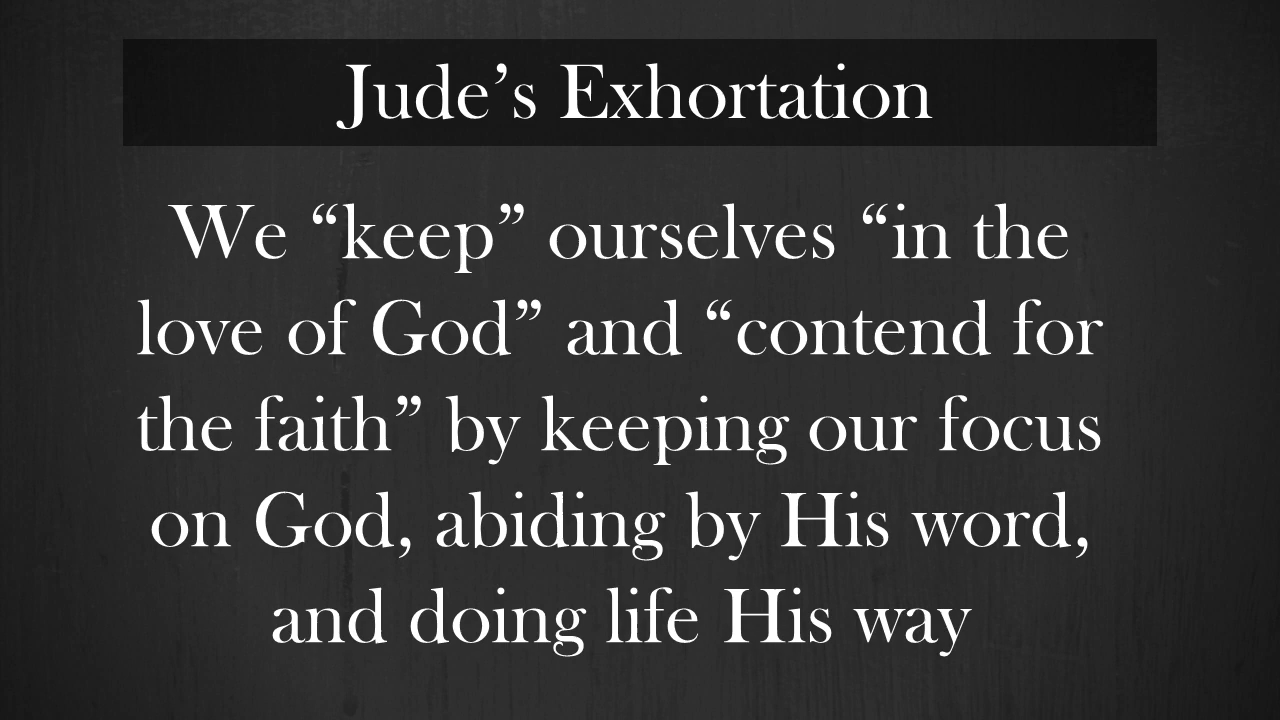 Jude’s Exhortation
We “keep” ourselves “in the
love of God” and “contend for
the faith” by keeping our focus
on God, abiding by His word,
and doing life His way